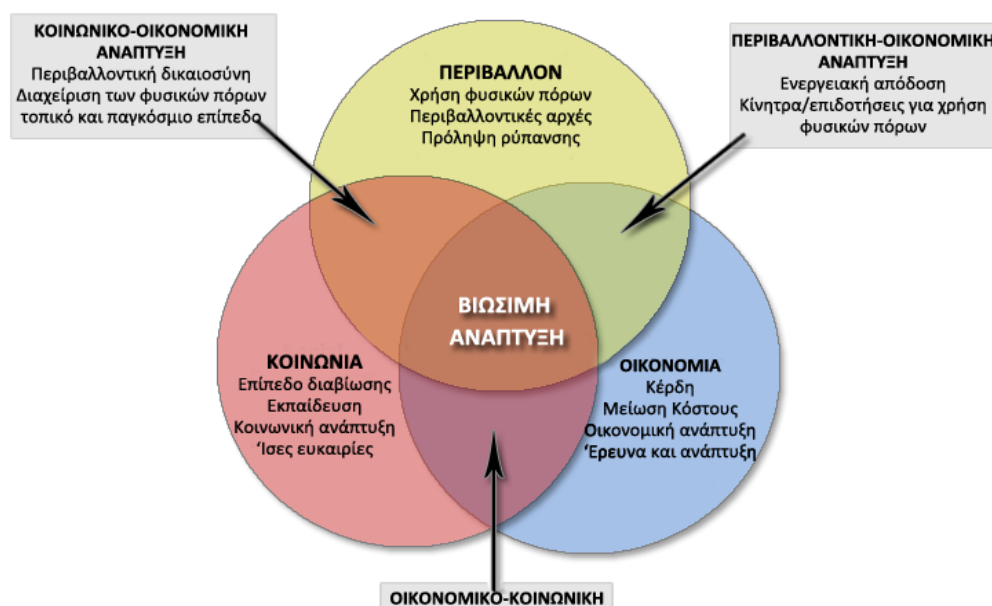 ΚΟΙΝΩΝΙΚΟ-ΟΙΚΟΝΟΜΙΚΗ
ΑΝΑΠΤΥΞΗ
Περιβαλλοντική δικαιοσύνη
Διαχείριση των φυσικών πόρων
τοπικό και παγκόσμιο επίπεδο
ΠΕΡΙΒΑΛΛΟΝ
Χρήση φυσικών πόρων
Περιβαλλοντικές αρχές
Πρόληψη ρύπανσης
ΠΕΡΙΒΑΛΛΟΝΤΙΚΗ-ΟΙΚΟΝΟΜΙΚΗ
ΑΝΑΠΤΥΞΗ
Ενεργειακή απόδοση
Κίνητρα/επιδοτήσεις για χρήση
φυσικών πόρων
ΒΙΩΣΙΜΗ
ΑΝΑΠΤΥΞΗ
ΚΟΙΝΩΝΙΑ
Επίπεδο διαβίωσης
Εκπαίδευση
Κοινωνική ανάπτυξη
‘Ισες ευκαιρίες
ΟΙΚΟΝΟΜΙΑ
Κέρδη
Μείωση Κόστους
Οικονομική ανάπτυξη
‘Έρευνα και ανάπτυξη
ΟΙΚΟΝΟΜΙΚΟ-ΚΟΙΝΩΝΙΚΗ